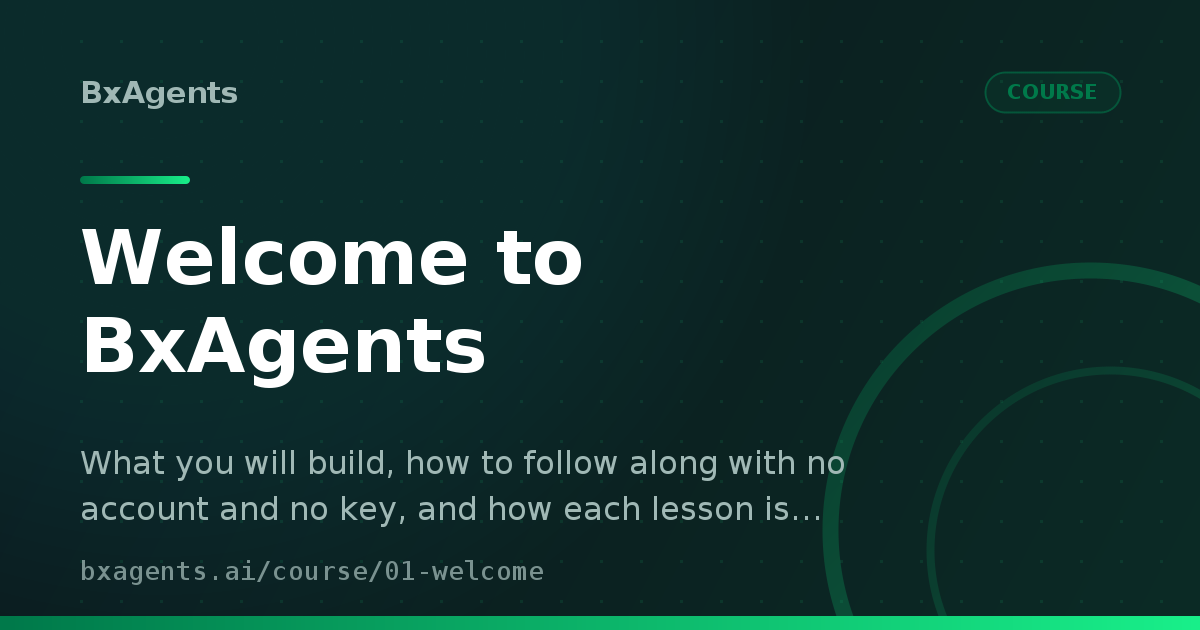 BxAgents
COURSE
Welcome to
BxAgents
What you will build, how to follow along with no
account and no key, and how each lesson is…
bxagents.ai/course/01-welcome